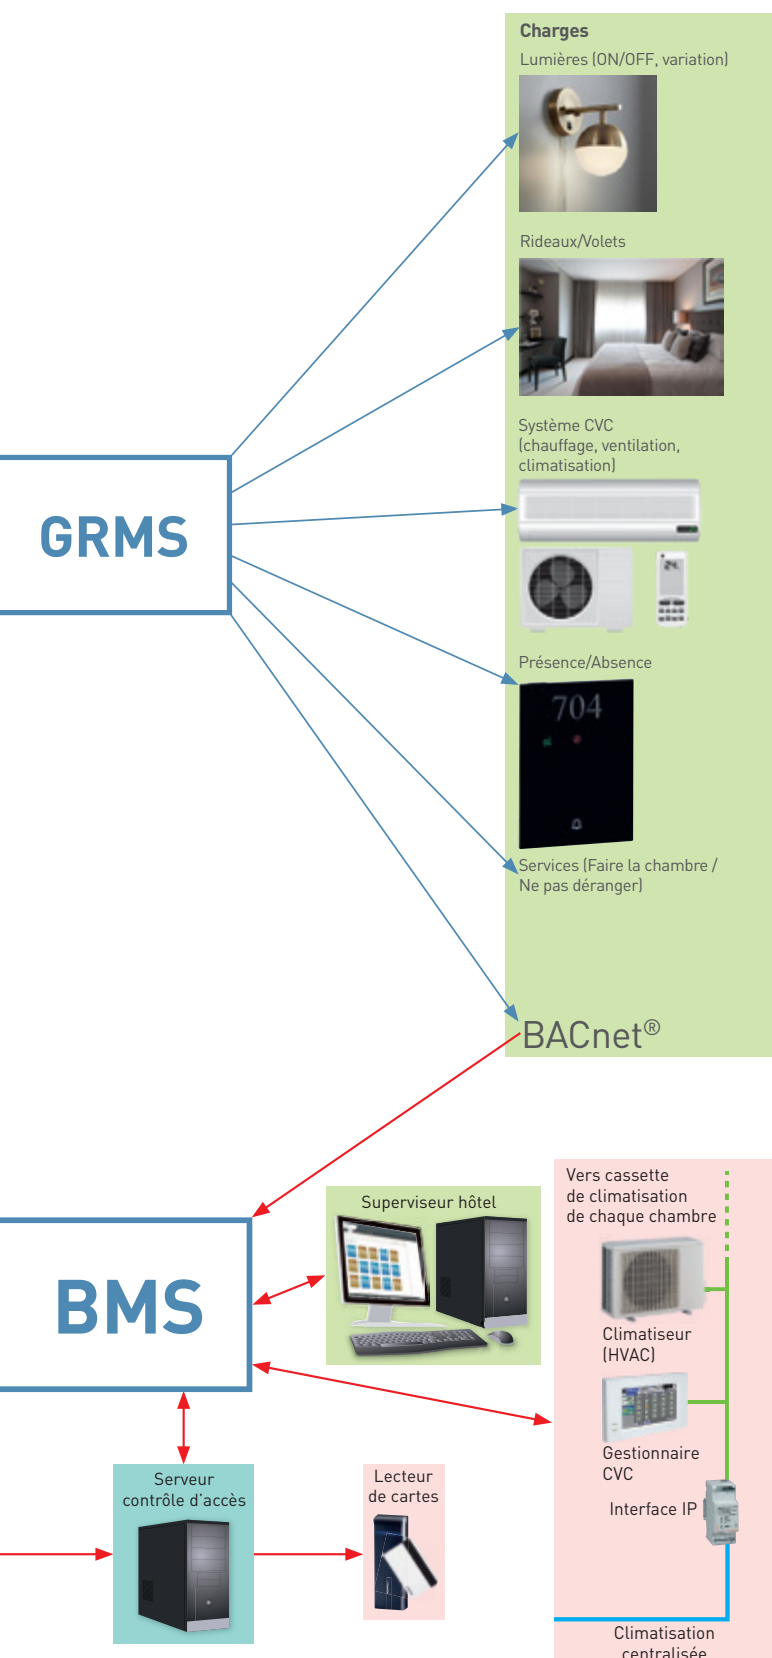 Charges
Lumières (ON/OFF, variation)
Rideaux/Volets
Système CVC
(chauffage, ventilation,
climatisation)
GRMS
24
Présence/Absence
704
Services (Faire la chambre /
Ne pas déranger)
BACnet®
BMS
Superviseur hôtel
Vers cassette
de climatisation
de chaque chambre
Climatiseur
(HVAC)
Gestionnaire
CVC
Interface IP
Climatisation
centralisée
Serveur
contrôle d'accès
Lecteur
de cartes